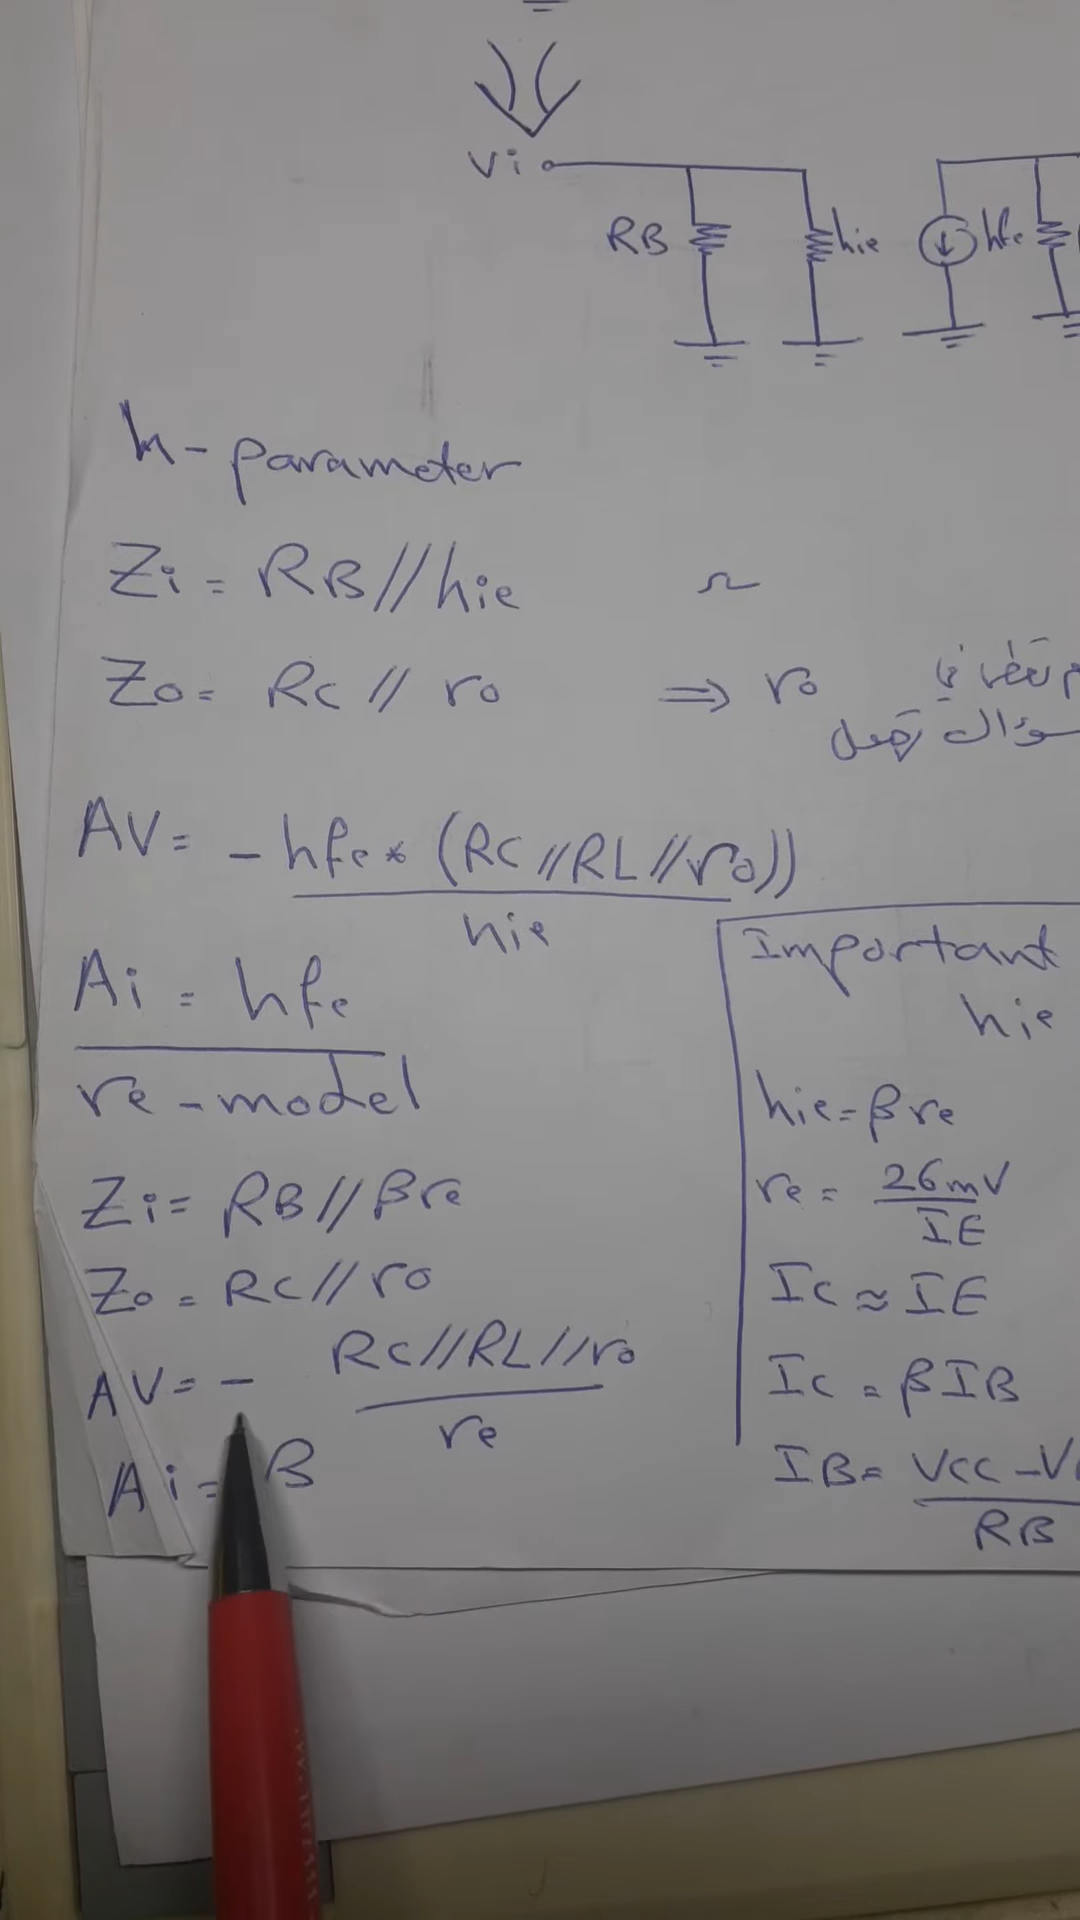 Vi
RB hie hfe
h-parameter
Zi = RB//hie
Zo = RC // ro ⇒ ro
سؤال
AV = - hfe * (RC//RL//ro))
hie
Ai = hfe
re-model
Zi = RB//βre
Zo = RC//ro
AV = - RC//RL//ro
re
Ai = B
Important
hie
hie = βre
re = 26mV
IE
IC ≈ IE
IC = βIB
IB = VCC - V
RB